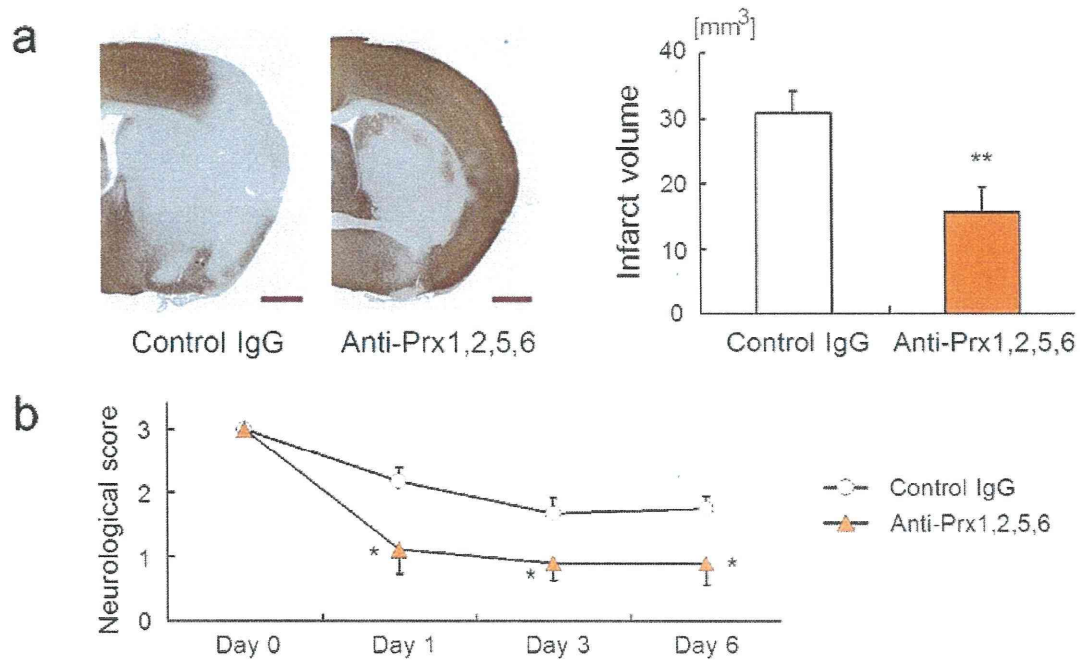 a
Control IgG
Anti-Prx1,2,5,6
[mm3]
Infarct volume
40
30
20
10
0
**
Control IgG
Anti-Prx1,2,5,6
b
Neurological score
3
2
1
0
*
*
*
Day 0
Day 1
Day 3
Day 6
Control IgG
Anti-Prx1,2,5,6